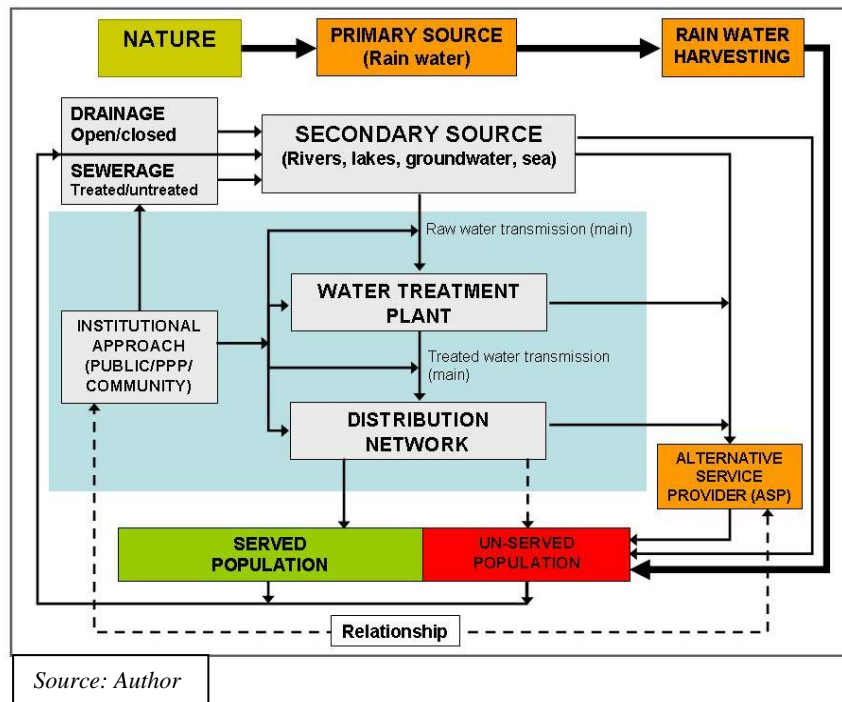 NATURE
PRIMARY SOURCE
(Rain water)
RAIN WATER
HARVESTING
DRAINAGE
Open/closed
SEWERAGE
Treated/untreated
SECONDARY SOURCE
(Rivers, lakes, groundwater, sea)
Raw water transmission (main)
WATER TREATMENT
PLANT
INSTITUTIONAL
APPROACH
(PUBLIC/PPP/
COMMUNITY)
Treated water transmission
(main)
DISTRIBUTION
NETWORK
ALTERNATIVE
SERVICE
PROVIDER (ASP)
SERVED
POPULATION
UN-SERVED
POPULATION
Relationship
Source: Author